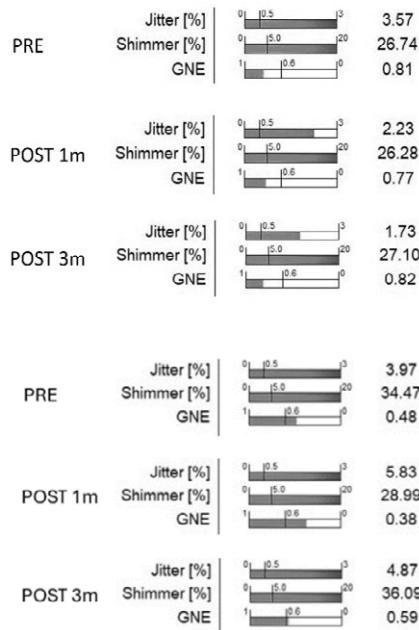 0 0.5 3
Jitter [%] 3.57
0 5.0 20
PRE Shimmer [%] 26.74
1 0.6 0
GNE 0.81
0 0.5 3
Jitter [%] 2.23
0 5.0 20
POST 1m Shimmer [%] 26.28
1 0.6 0
GNE 0.77
0 0.5 3
Jitter [%] 1.73
0 5.0 20
POST 3m Shimmer [%] 27.10
1 0.6 0
GNE 0.82
0 0.5 3
Jitter [%] 3.97
0 5.0 20
PRE Shimmer [%] 34.47
1 0.6 0
GNE 0.48
0 0.5 3
Jitter [%] 5.83
0 5.0 20
POST 1m Shimmer [%] 28.99
1 0.6 0
GNE 0.38
0 0.5 3
Jitter [%] 4.87
0 5.0 20
POST 3m Shimmer [%] 36.09
1 0.6 0
GNE 0.59